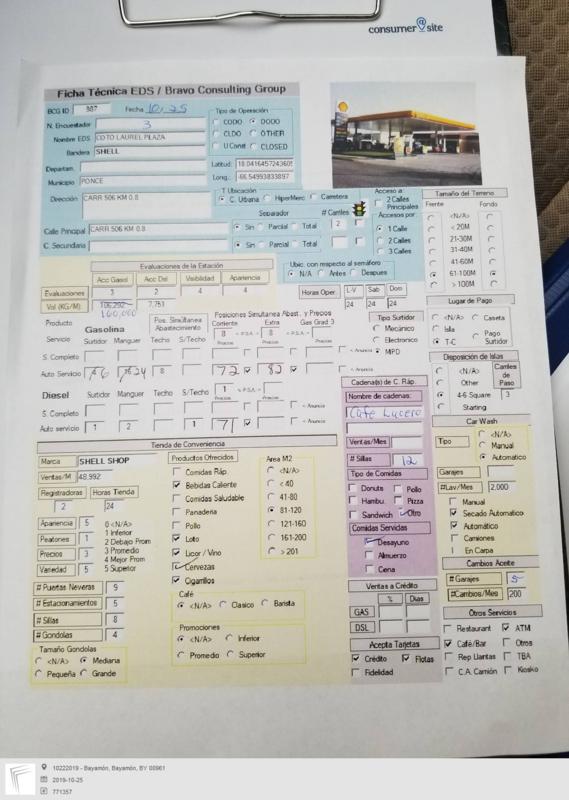 consumer@site
Ficha Técnica EDS / Bravo Consulting Group
BCG ID 387 Fecha 10, 25
N. Encuestador 3
Nombre EDS COTO LAUREL PLAZA
Bandera SHELL
Departan.
Municipio PONCE
Tipo de Operación
CODO DODO
CLDO OTHER
U Const CLOSED
Latitud: 18.0416457243605
Long.: -66.54993833897
Dirección CARR 506 KM 0.8
T Ubicación
C. Urbana HiperMerc Carretera
Separador # Carriles
Calle Principal CARR 506 KM 0.8 Sin Parcial Total 2
C. Secundaria Sin Parcial Total
Acceso a:
2 Calles Principales
Accesos por:
1 Calle
2 Calles
3 Calles
Tamaño del Terreno
Frente Fondo
<N/A>
< 20M
21-30M
31-40M
41-60M
61-100M
> 100M
Evaluaciones de la Estación
Acc Gasol Acc Del Visiblidad Apariencia
Evaluaciones 3 2 4 4
Vol (KG/M) 106,292 7,751
160,000
Ubic. con respecto al semáforo
N/A Antes Despues
Horas Oper. L-V Sab Dom
24 24 24
Lugar de Pago
<N/A> Caseta
Isla Pago Surtidor
T-C
Producto Gasolina Pos. Simultanea Abastecimiento
Posiciones Simultanea Abast. y Precios
Corriente Extra Gas Grad 3
8 < P.S.A > 8 < P.S.A >
Precios Precios Precios
Servicio Surtidor Manguer Techo S/Techo
S. Completo < Anuncia
Auto Servicio 8 72 82 < Anuncia
Tipo Surtidor
Mecánico
Electronico
MPD
Diesel Surtidor Manguer Techo S/Techo 1 < P.S.A >
Precios
S. Completo < Anuncia
Auto servicio 1 2 1 71 < Anuncia
Disposición de Islas
<N/A> Carriles de Paso
Other
4-6 Square 3
Starting
Cadena(s) de C. Ráp.
Nombre de cadenas:
Cafe Lucero
Ventas/Mes
# Sillas 12
Tipo de Comidas
Donuts Pollo
Hambu. Pizza
Sandwich Otro
Comidas Servidas
Desayuno
Almuerzo
Cena
Car Wash
Tipo <N/A>
Manual
Automatico
Garajes
#Lav/Mes 2,000
Manual
Secado Automatico
Automático
Camiones
En Carpa
Cambios Aceite
# Garajes 5
#Cambios/Mes 200
Tienda de Conveniencia
Marca SHELL SHOP
Ventas/M 48,992
Registradoras Horas Tienda
2 24
Apariencia 5 0 <N/A>
Peatones 1 1 Inferior
2 Debajo Prom
Precios 3 3 Promedio
4 Mejor Prom
Variedad 5 5 Superior
# Puertas Neveras 9
# Estacionamientos 5
# Sillas 8
# Gondolas 4
Tamaño Gondolas
<N/A> Mediana
Pequeña Grande
Productos Ofrecidos
Comidas Ráp.
Bebidas Caliente
Comidas Saludable
Panaderia
Pollo
Loto
Licor / Vino
Cervezas
Cigarrillos
Area M2
<N/A>
< 40
41-80
81-120
121-160
161-200
> 201
Café
<N/A> Clasico Barista
Promociones
<N/A> Inferior
Promedio Superior
Ventas a Crédito
% Dias
GAS
DSL
Acepta Tarjetas
Crédito Flotas
Fidelidad
Otros Servicios
Restaurant ATM
Café/Bar Otros
Rep Llantas TBA
C.A. Camión Kiosko
10222019 - Bayamón, Bayamón, BY 00961
2019-10-25
771357